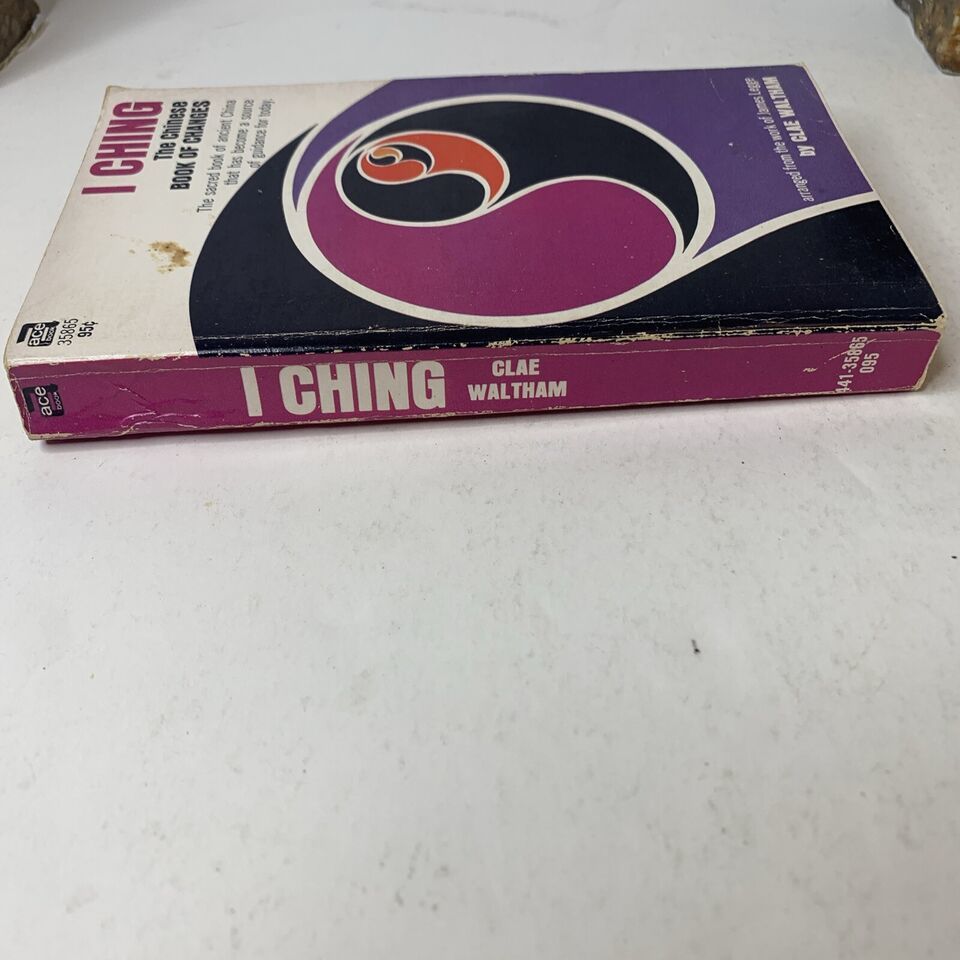 I CHING
The Chinese
BOOK OF CHANGES
The sacred book of ancient China
that has become a source
of guidance for today.
arranged from the work of James Legge
by CLAE WALTHAM
ace
BOOK
35865
95¢
ace
BOOK
I CHING
CLAE
WALTHAM
441-35865
095